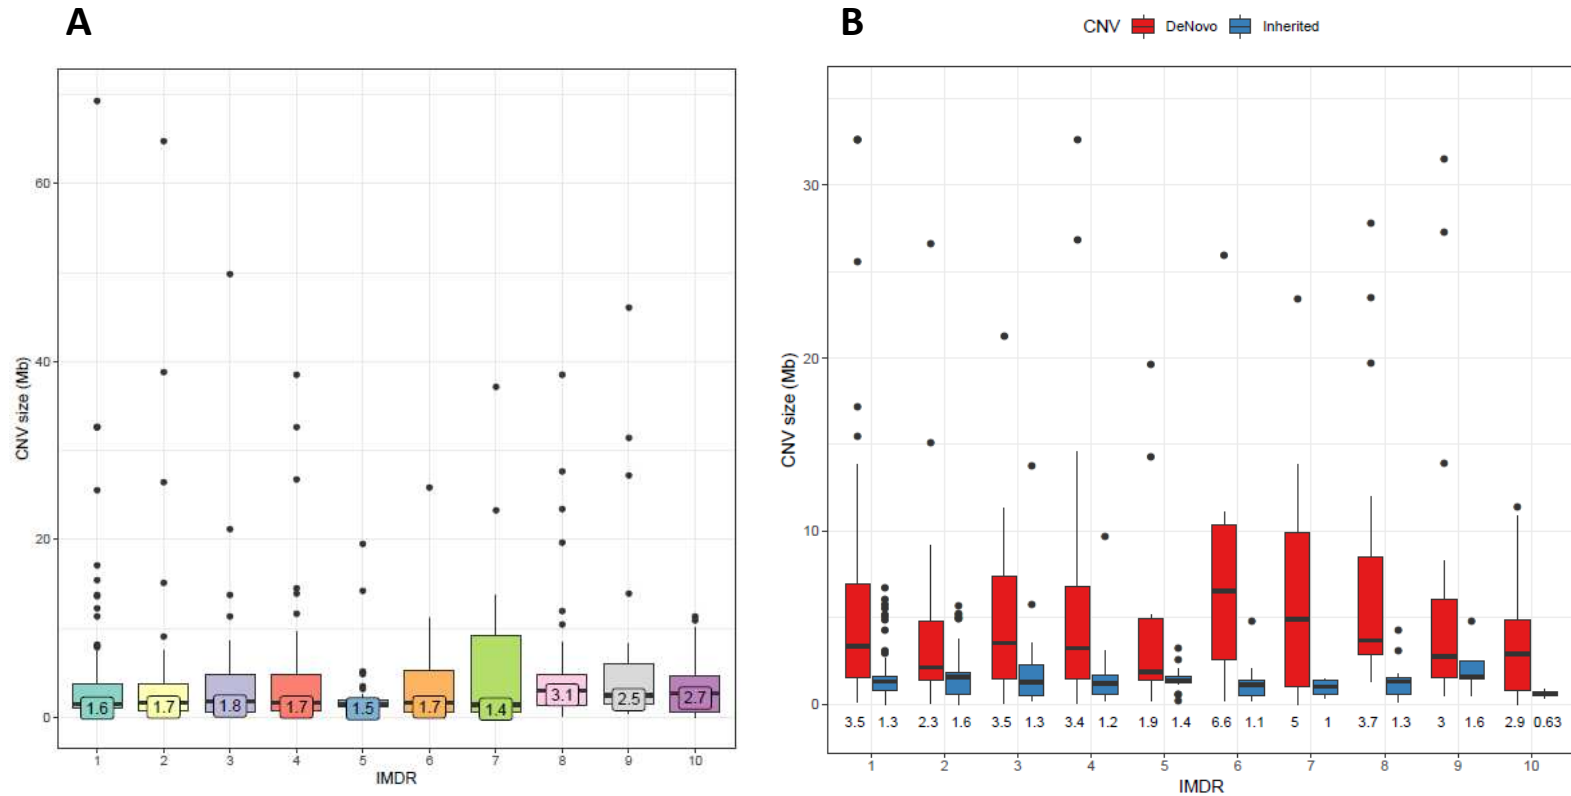 A
60
40
20
0
CNV size (Mb)
1.6
1.7
1.8
1.7
1.5
1.7
1.4
3.1
2.5
2.7
1 2 3 4 5 6 7 8 9 10
IMDR
B
CNV DeNovo Inherited
30
20
10
0
CNV size (Mb)
3.5 1.3 2.3 1.6 3.5 1.3 3.4 1.2 1.9 1.4 6.6 1.1 5 1 3.7 1.3 3 1.6 2.9 0.63
1 2 3 4 5 6 7 8 9 10
IMDR